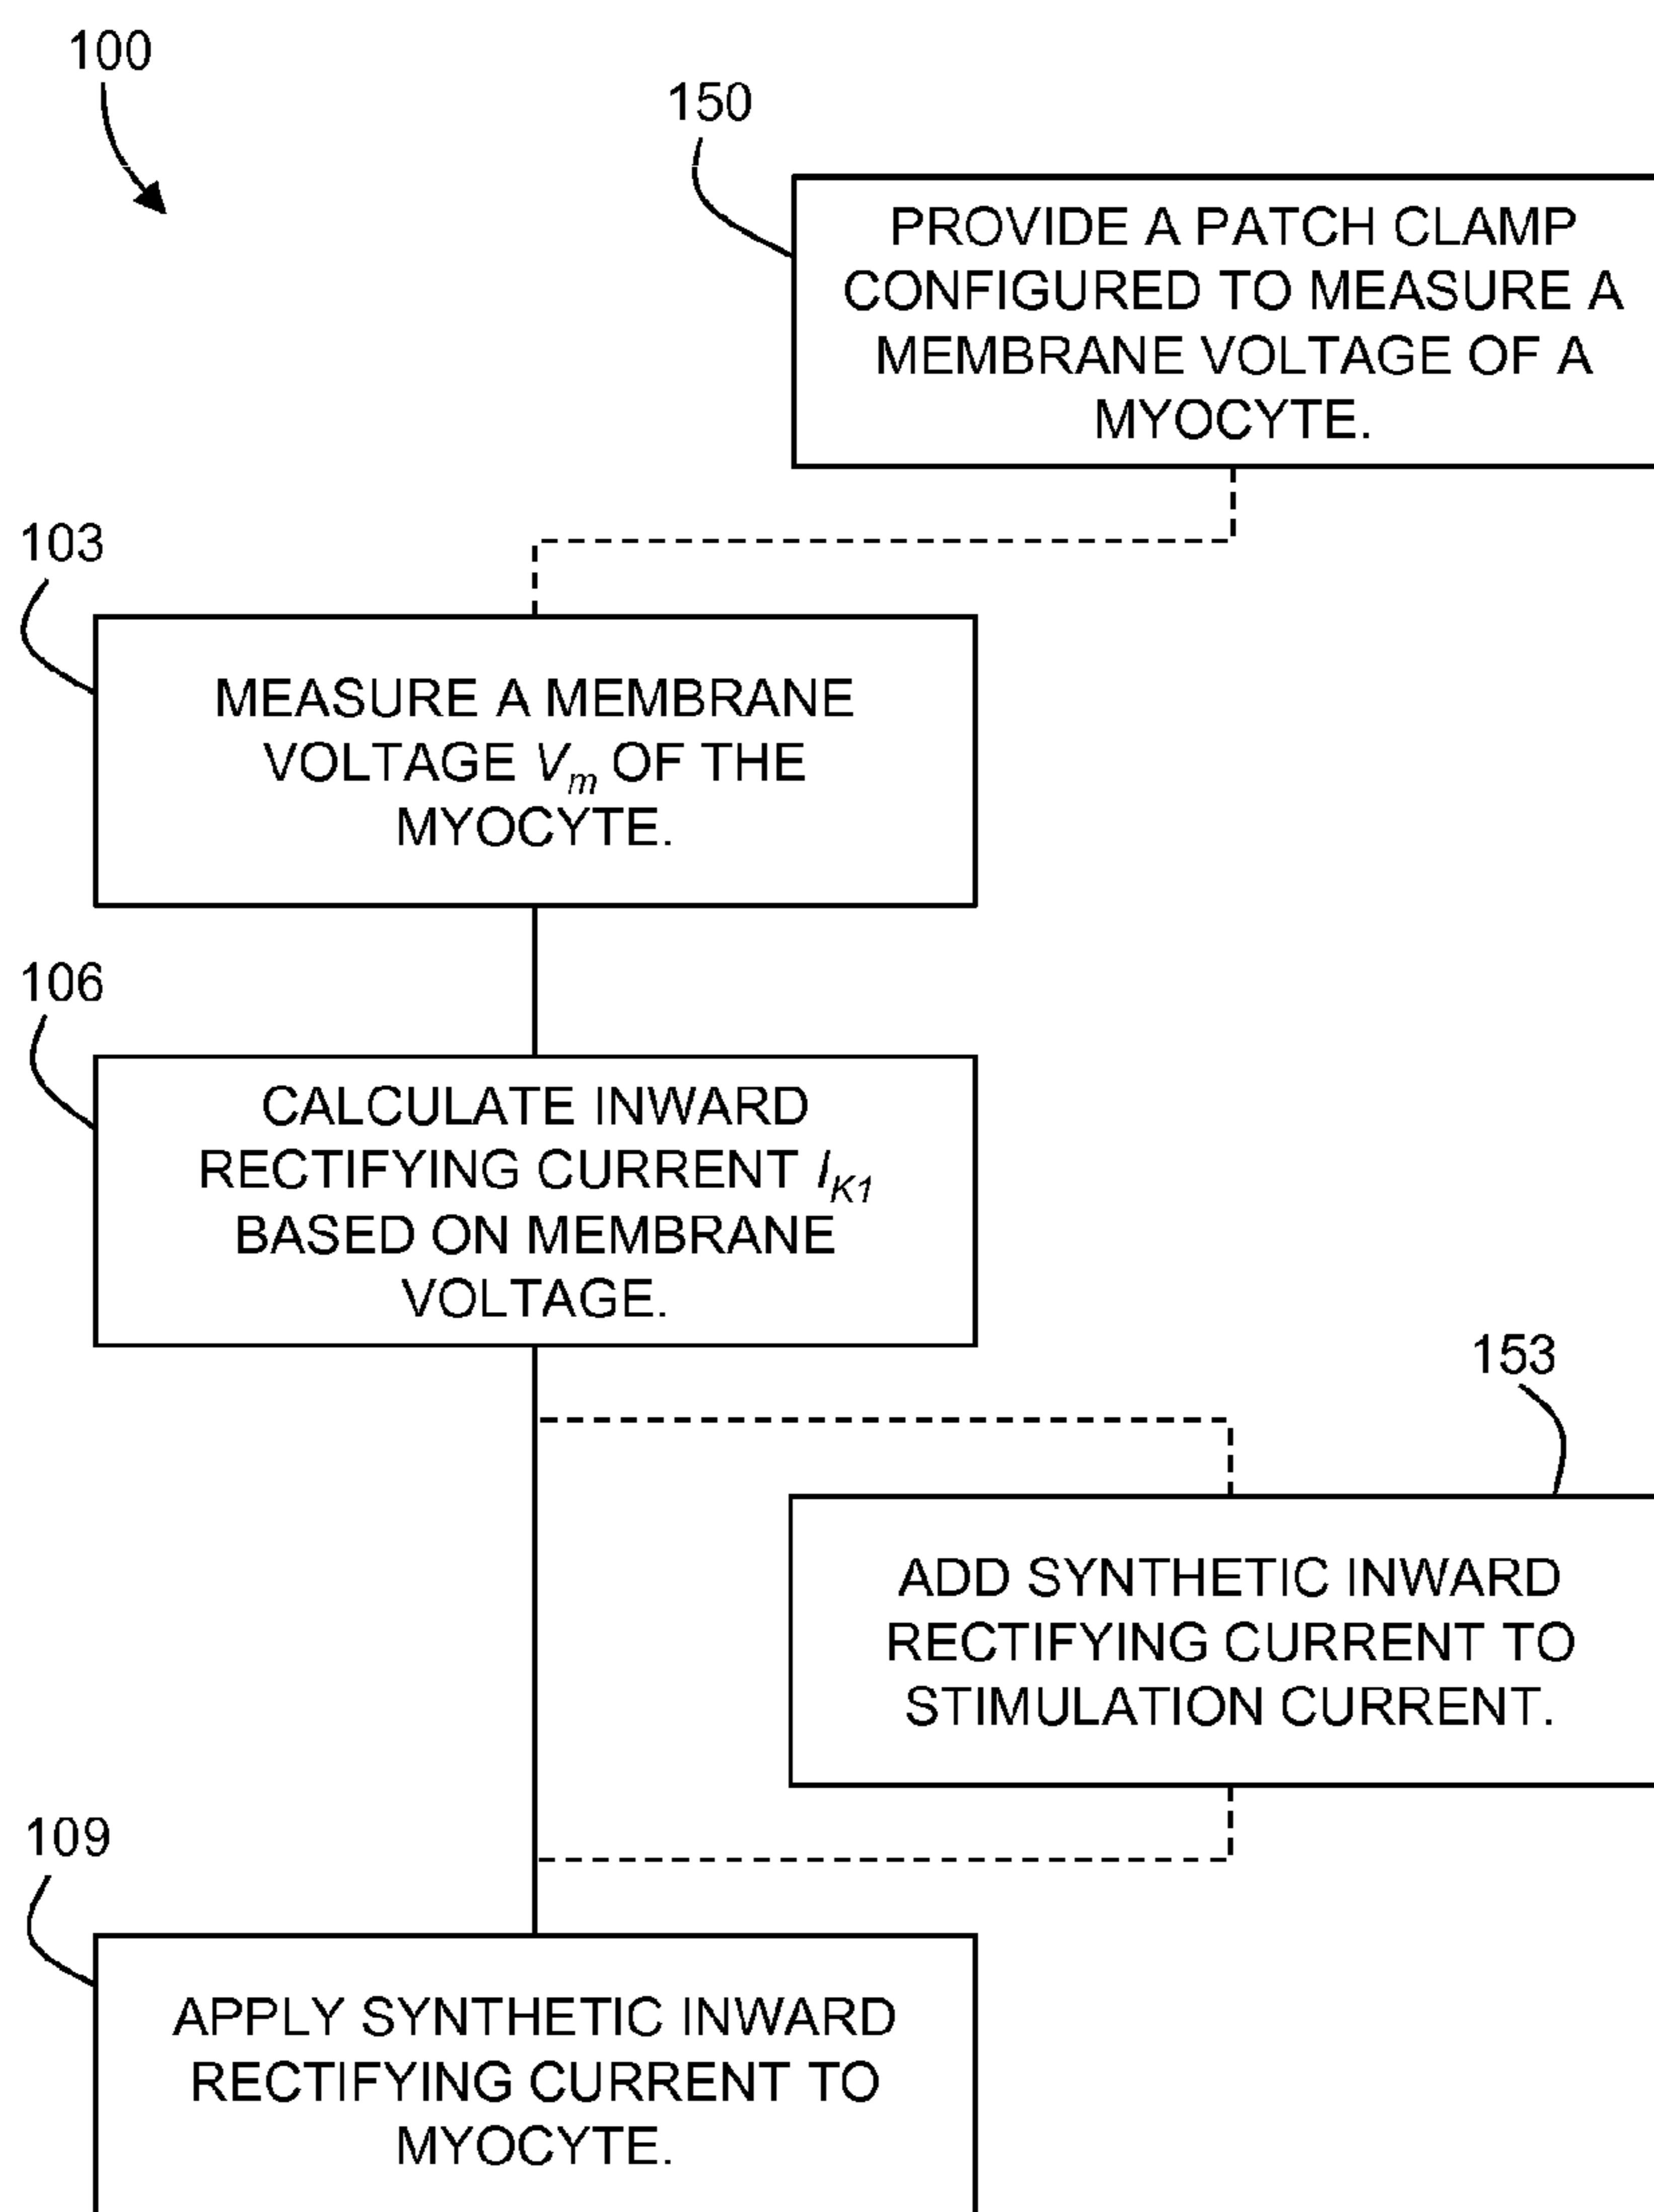 100
150
PROVIDE A PATCH CLAMP
CONFIGURED TO MEASURE A
MEMBRANE VOLTAGE OF A
MYOCYTE.
103
MEASURE A MEMBRANE
VOLTAGE Vm OF THE
MYOCYTE.
106
CALCULATE INWARD
RECTIFYING CURRENT IK1
BASED ON MEMBRANE
VOLTAGE.
153
ADD SYNTHETIC INWARD
RECTIFYING CURRENT TO
STIMULATION CURRENT.
109
APPLY SYNTHETIC INWARD
RECTIFYING CURRENT TO
MYOCYTE.